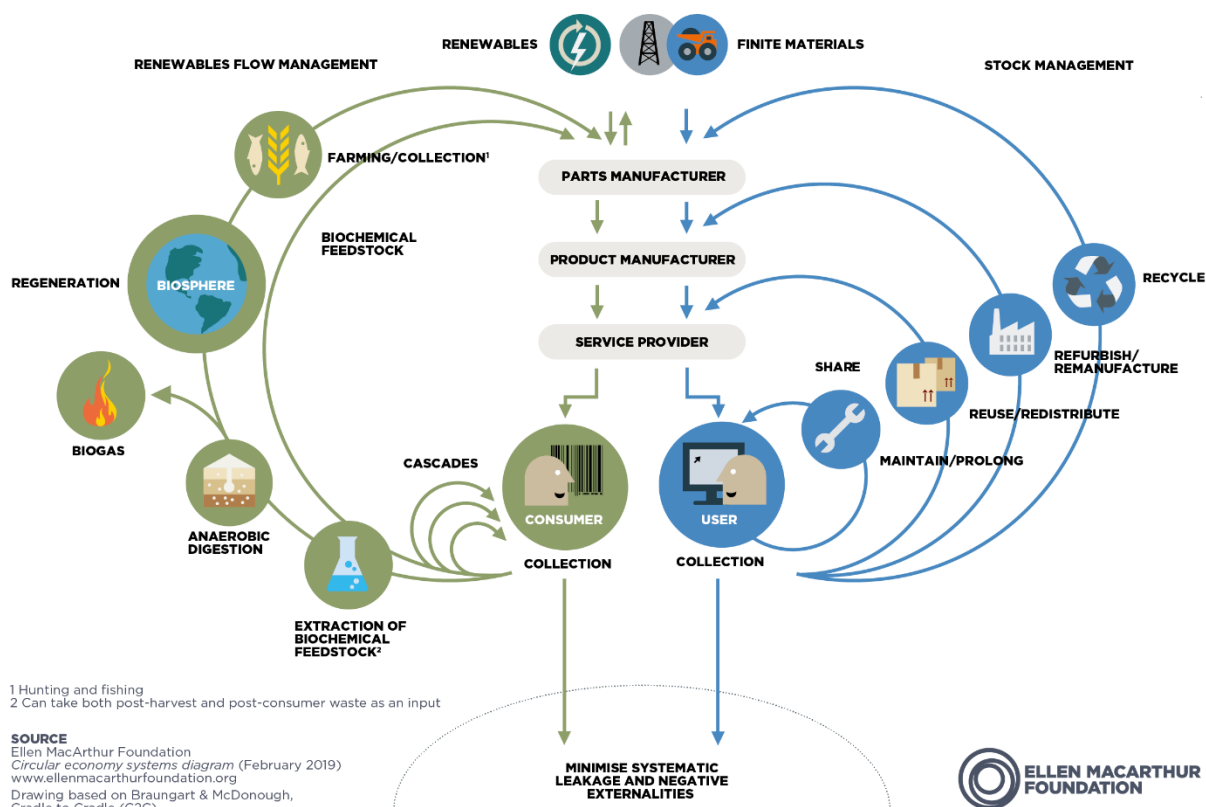 RENEWABLES
FINITE MATERIALS
RENEWABLES FLOW MANAGEMENT
STOCK MANAGEMENT
FARMING/COLLECTION¹
PARTS MANUFACTURER
BIOCHEMICAL
FEEDSTOCK
PRODUCT MANUFACTURER
REGENERATION
BIOSPHERE
RECYCLE
SERVICE PROVIDER
SHARE
REFURBISH/
REMANUFACTURE
REUSE/REDISTRIBUTE
BIOGAS
CASCADES
MAINTAIN/PROLONG
CONSUMER
USER
ANAEROBIC
DIGESTION
COLLECTION
COLLECTION
EXTRACTION OF
BIOCHEMICAL
FEEDSTOCK²
1 Hunting and fishing
2 Can take both post-harvest and post-consumer waste as an input
SOURCE
Ellen MacArthur Foundation
Circular economy systems diagram (February 2019)
www.ellenmacarthurfoundation.org
Drawing based on Braungart & McDonough,
Cradle to Cradle (C2C)
MINIMISE SYSTEMATIC
LEAKAGE AND NEGATIVE
EXTERNALITIES
ELLEN MACARTHUR
FOUNDATION